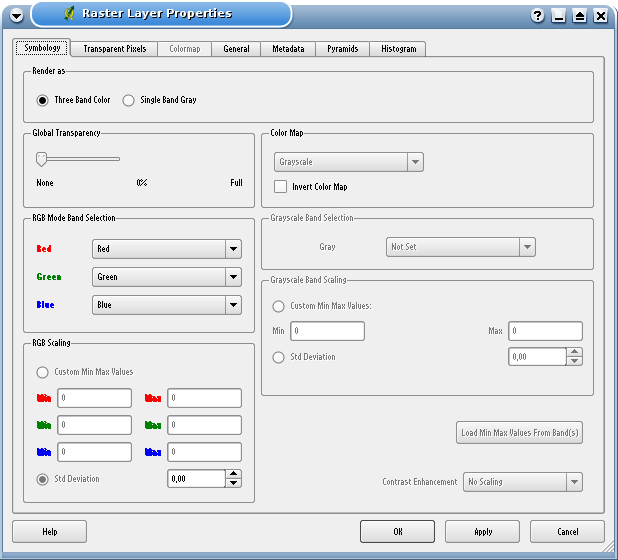 Raster Layer Properties
?
Symbology Transparent Pixels Colormap General Metadata Pyramids Histogram
Render as
Three Band Color Single Band Gray
Global Transparency
None 0% Full
Color Map
Grayscale
Invert Color Map
RGB Mode Band Selection
Red Red
Green Green
Blue Blue
Grayscale Band Selection
Gray Not Set
Grayscale Band Scaling
Custom Min Max Values:
Min 0 Max 0
Std Deviation 0,00
RGB Scaling
Custom Min Max Values
Min 0 Max 0
Min 0 Max 0
Min 0 Max 0
Std Deviation 0,00
Load Min Max Values From Band(s)
Contrast Enhancement No Scaling
Help OK Apply Cancel